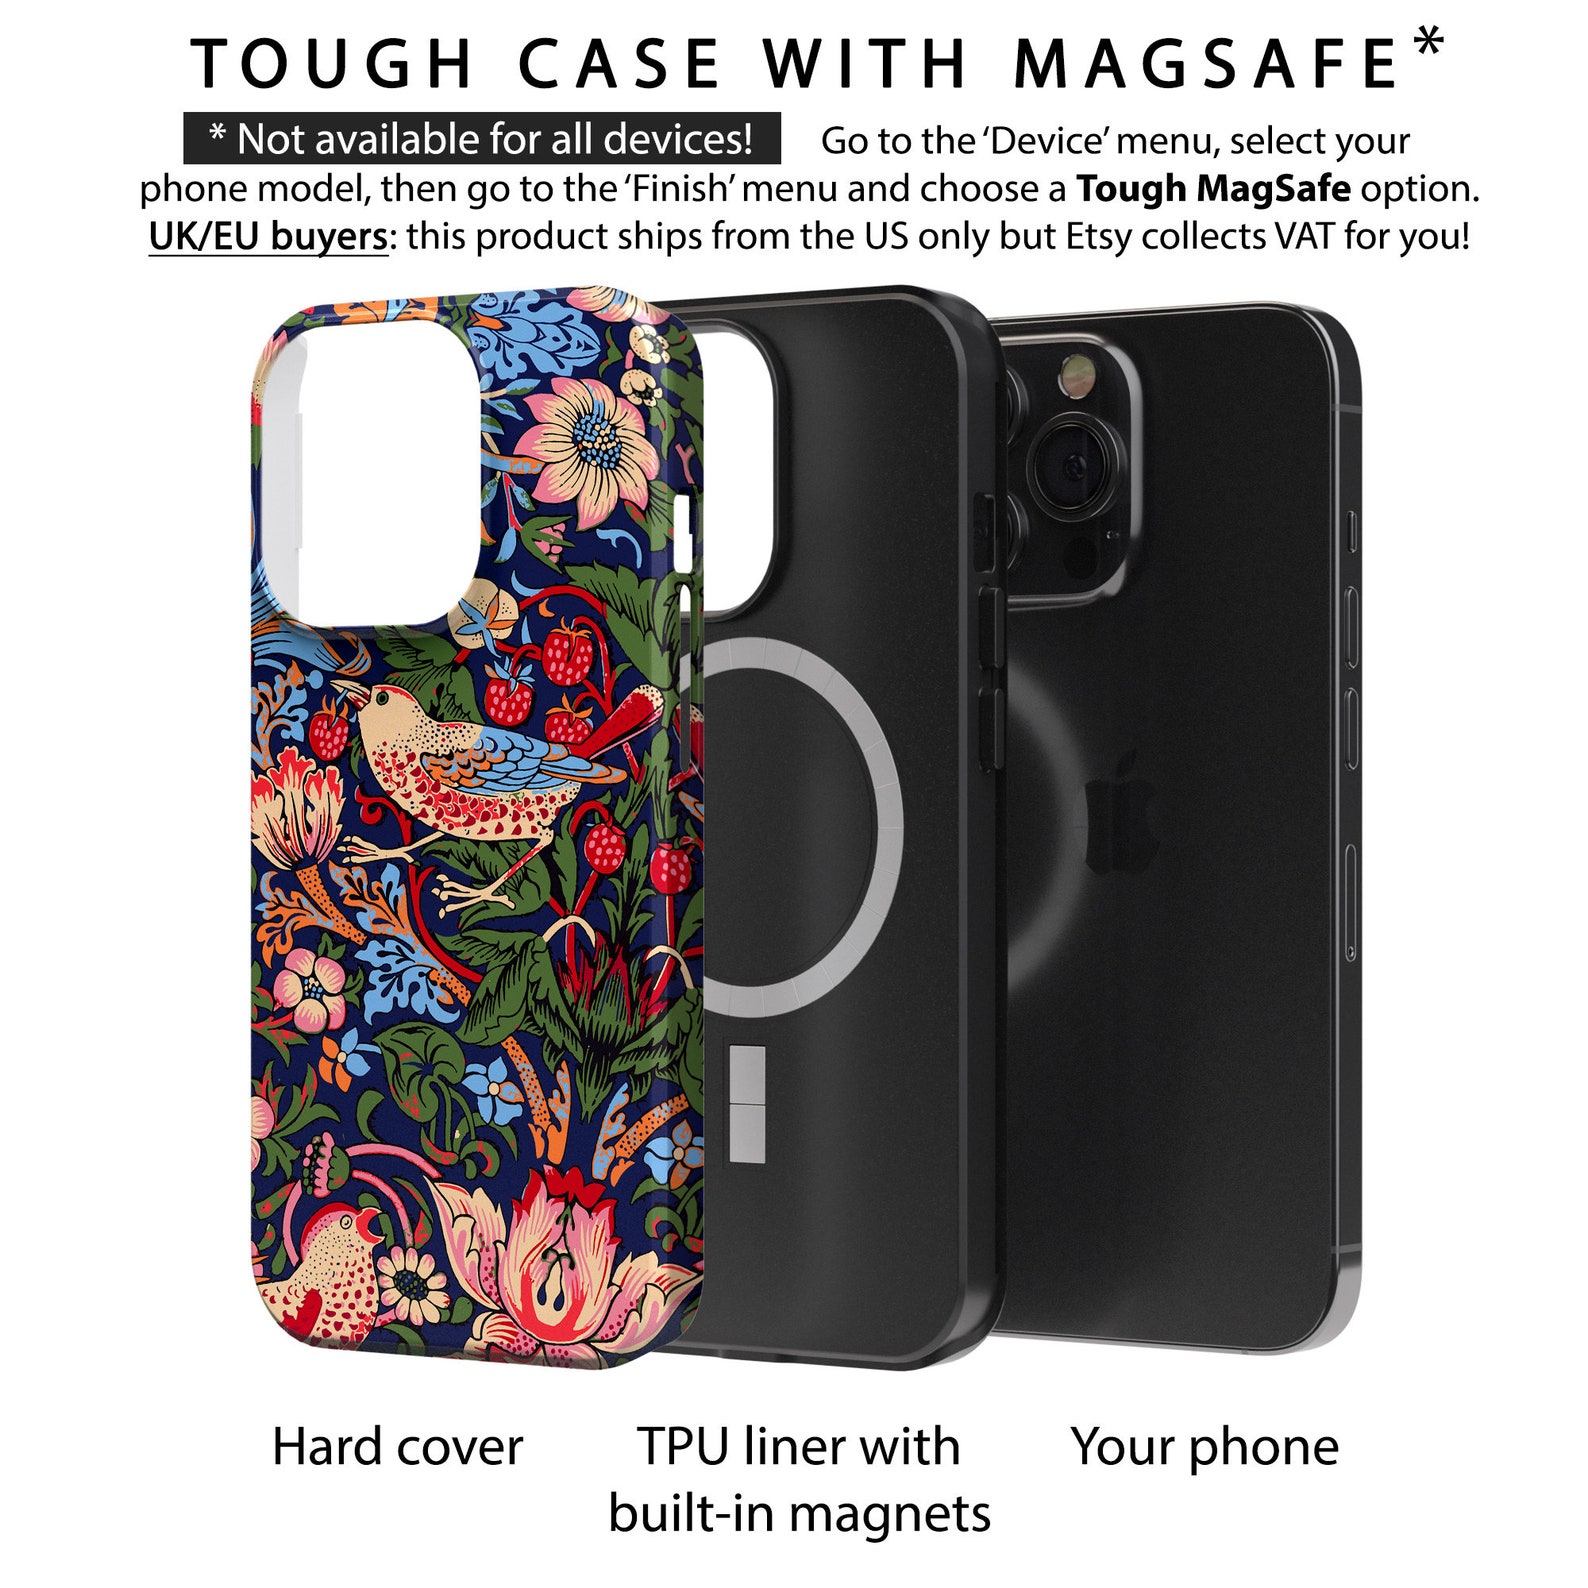 TOUGH CASE WITH MAGSAFE*
* Not available for all devices! Go to the ‘Device’ menu, select your
phone model, then go to the ‘Finish’ menu and choose a Tough MagSafe option.
UK/EU buyers: this product ships from the US only but Etsy collects VAT for you!
Hard cover
TPU liner with
built-in magnets
Your phone